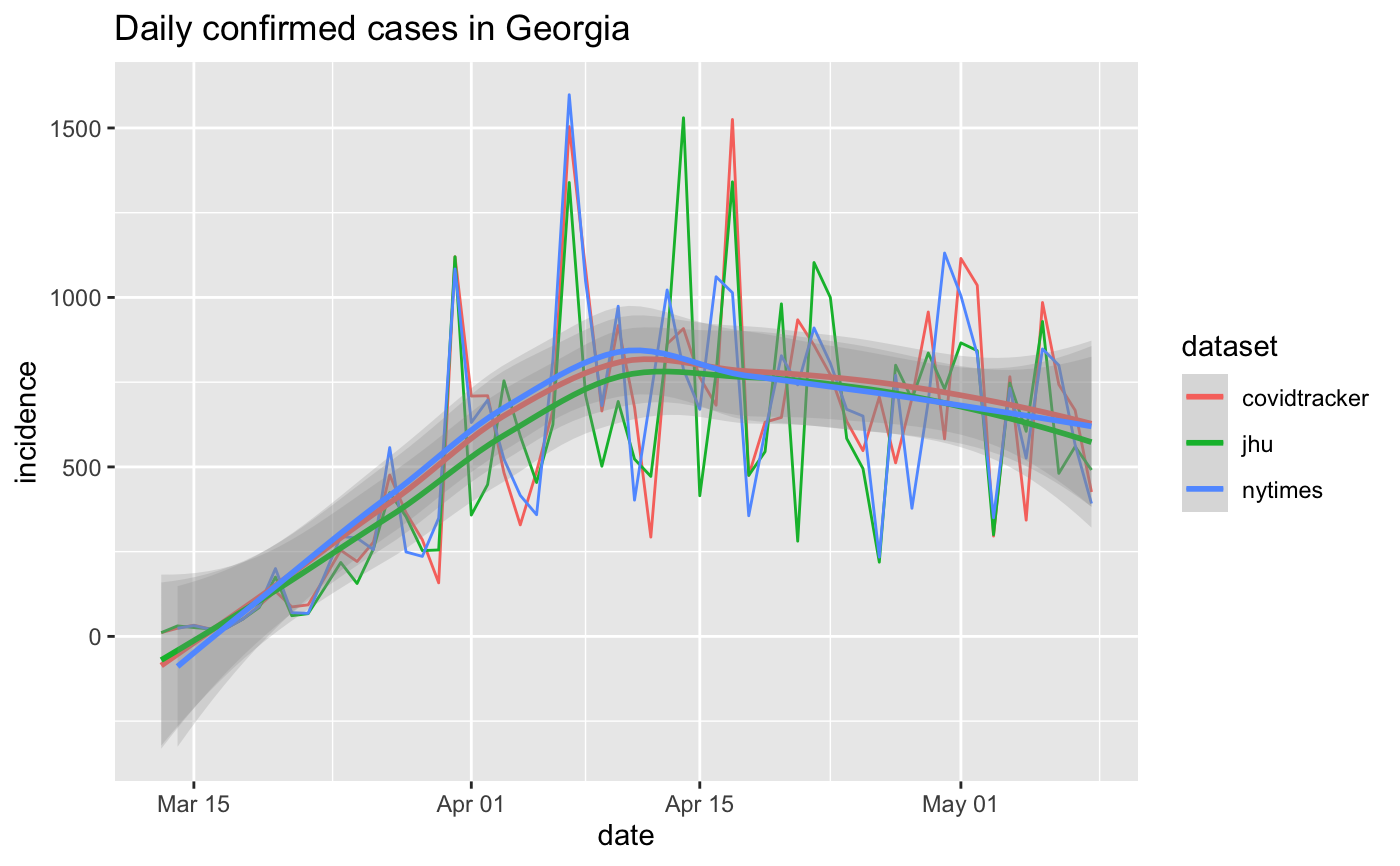 Daily confirmed cases in Georgia
1500
1000
500
0
incidence
Mar 15 Apr 01 Apr 15 May 01
date
dataset
covidtracker
jhu
nytimes